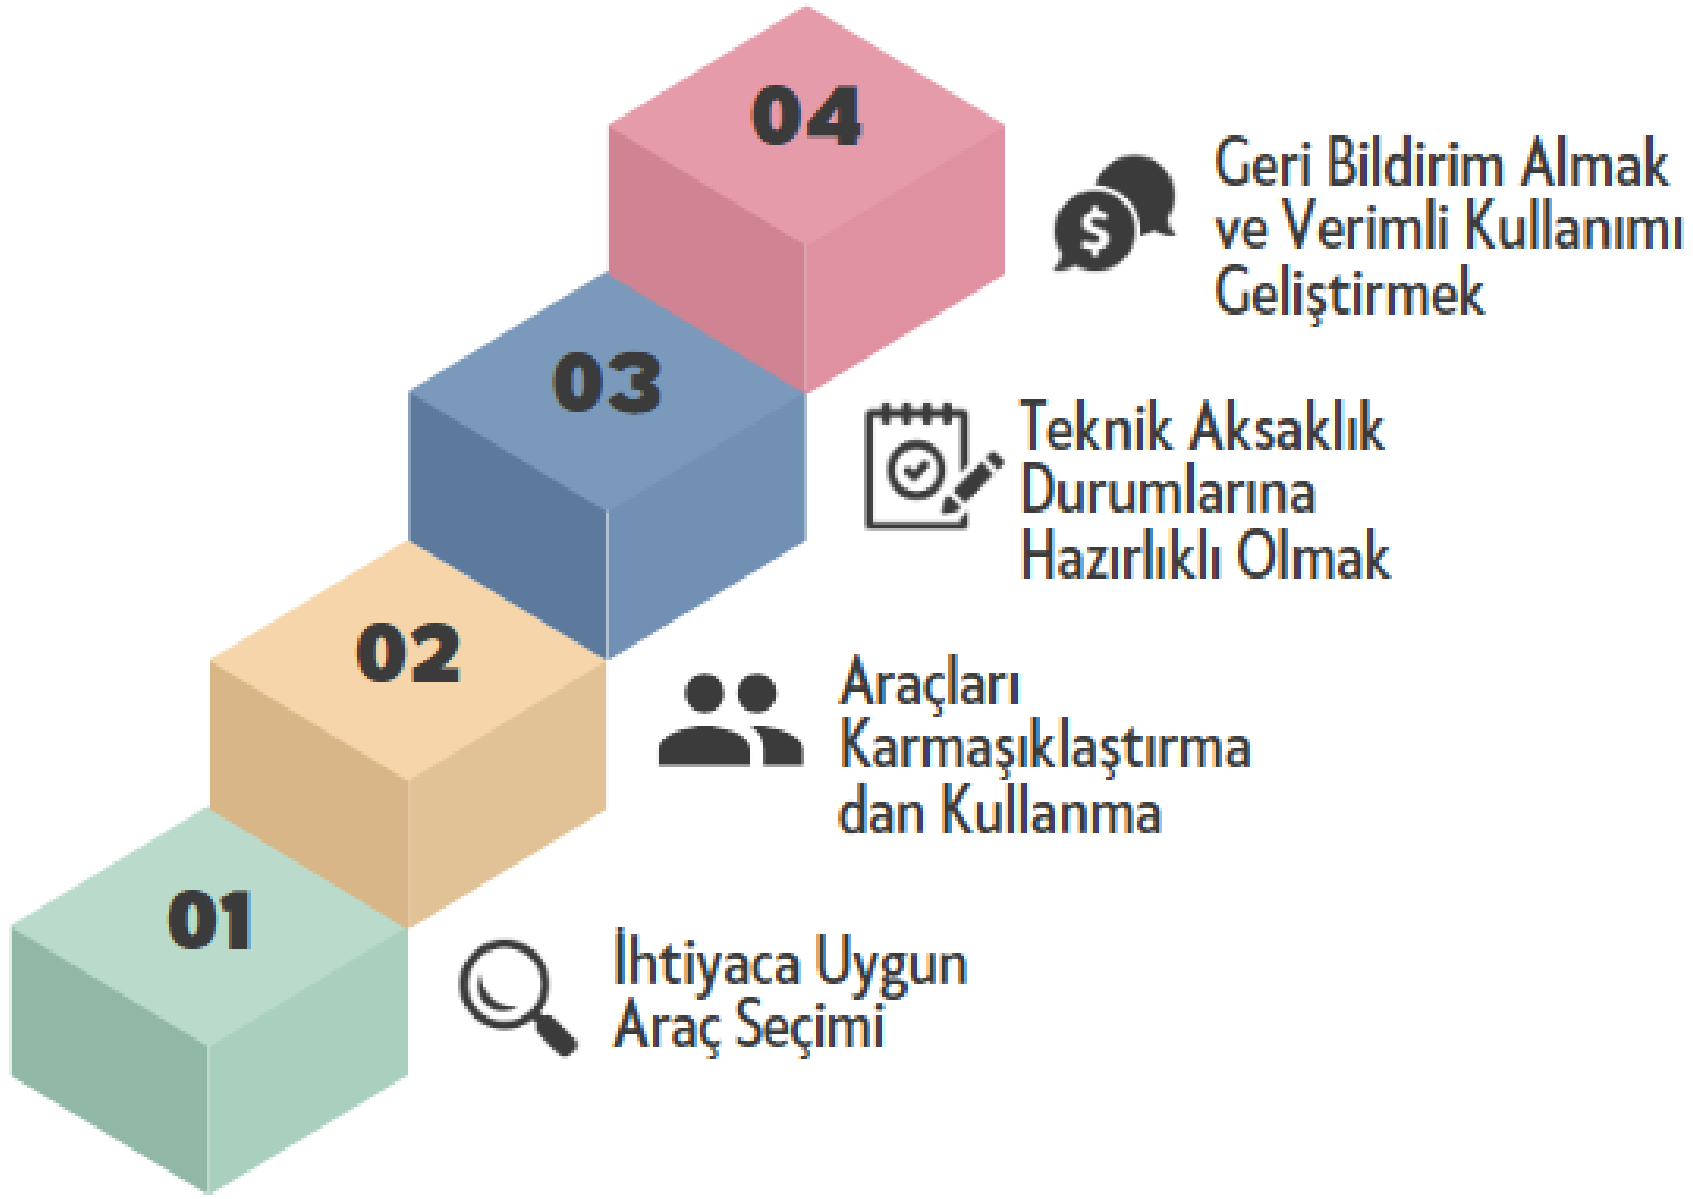 04
Geri Bildirim Almak
ve Verimli Kullanımı
Geliştirmek
03
Teknik Aksaklık
Durumlarına
Hazırlıklı Olmak
02
Araçları
Karmaşıklaştırma
dan Kullanma
01
İhtiyaca Uygun
Araç Seçimi
$